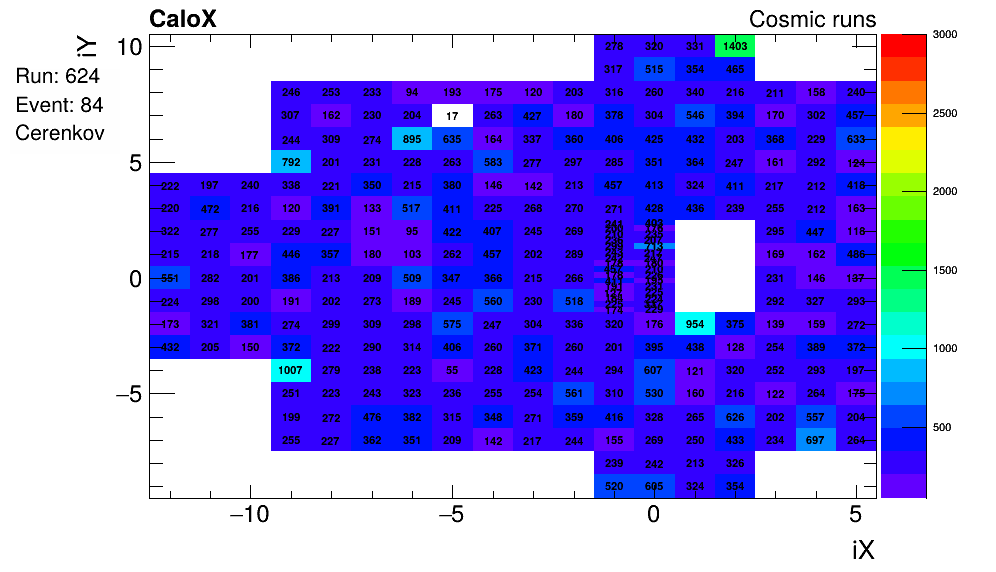 CaloX Cosmic runs
iY
Run: 624
Event: 84
Cerenkov
10 278 320 331 1403 3000
317 515 354 465
246 253 233 94 193 175 120 203 316 260 340 216 211 158 240
307 162 230 204 17 263 427 180 378 304 546 394 170 302 457 2500
244 309 274 895 635 164 337 360 406 425 432 203 368 229 633
5 792 201 231 226 263 583 277 297 265 351 364 247 161 292 124
222 197 240 338 221 350 215 380 146 142 213 457 413 324 411 217 212 418 2000
220 472 216 120 391 133 517 411 225 268 270 271 426 436 239 255 212 163
322 277 255 229 227 151 95 422 407 245 269 295 447 118
215 218 177 446 357 180 103 262 457 202 289 169 162 486
0 551 262 201 386 213 209 509 347 366 215 266 231 146 187 1500
224 298 200 191 202 273 189 245 560 230 518 292 327 293
173 321 381 274 299 309 296 575 247 304 336 320 176 954 375 139 159 272
432 205 150 372 222 290 314 406 260 371 260 201 395 438 128 254 389 372 1000
1007 279 236 223 55 228 423 244 294 607 121 320 252 293 197
−5 251 223 243 323 236 255 254 561 310 530 160 216 122 264 175
199 272 476 382 315 348 271 359 416 328 265 626 202 557 204 500
255 227 362 351 209 142 217 244 155 269 250 433 234 697 264
239 242 213 326
520 605 324 354
−10 −5 0 5
iX